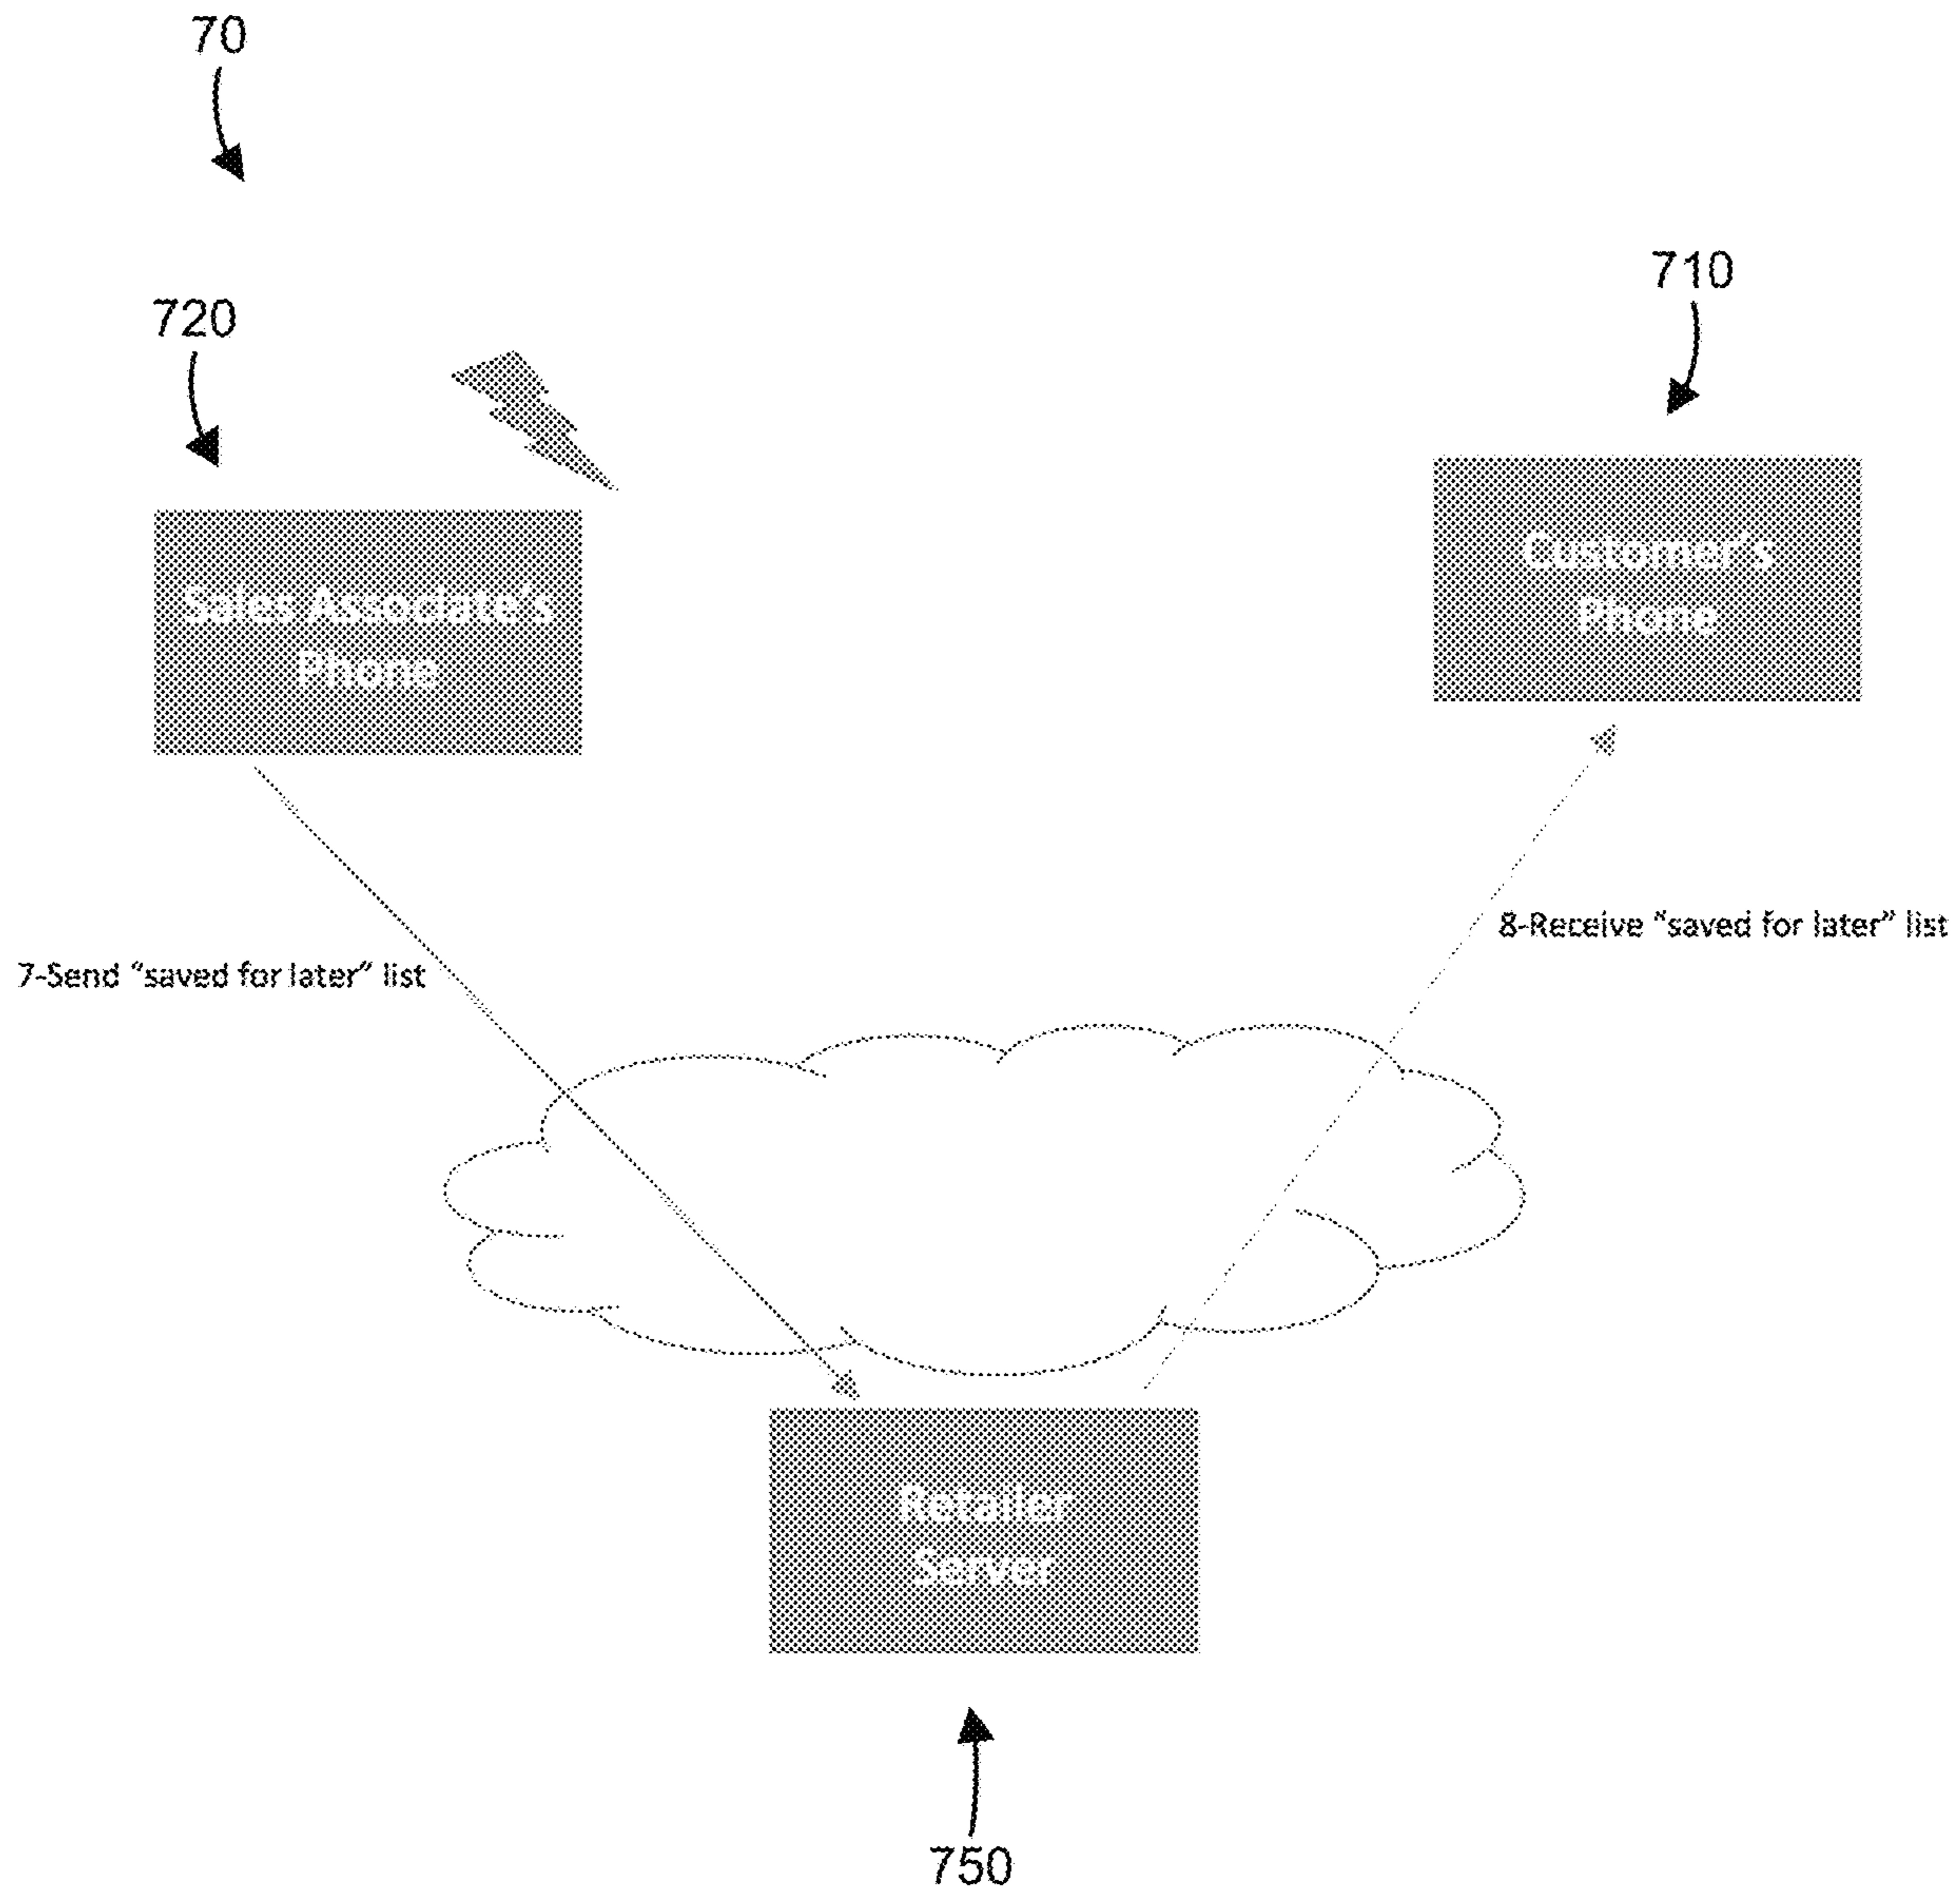 70
710
720
Customer's
Phone
Sales Associate's
Phone
8-Receive “saved for later” list
7-Send “saved for later” list
Retailer
Server
750